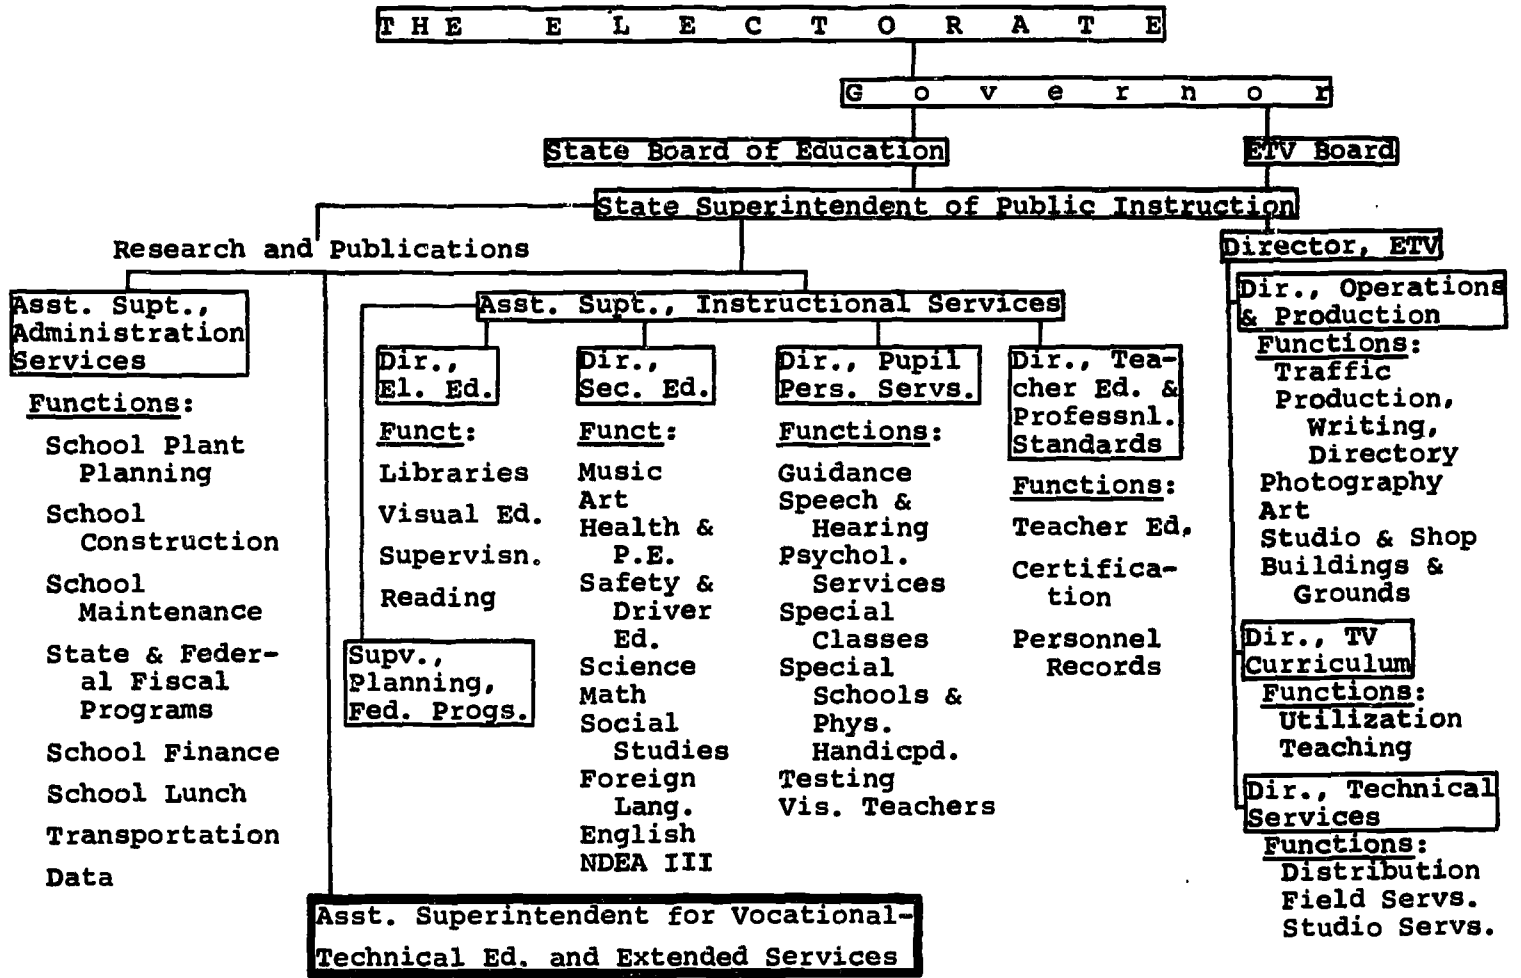 THE ELECTORATE
Governor
State Board of Education
ETV Board
State Superintendent of Public Instruction
Research and Publications
Director, ETV
Asst. Supt.,
Administration
Services
Functions:
School Plant
Planning
School
Construction
School
Maintenance
State & Feder-
al Fiscal
Programs
School Finance
School Lunch
Transportation
Data
Asst. Supt., Instructional Services
Dir.,
El. Ed.
Funct:
Libraries
Visual Ed.
Supervisn.
Reading
Supv.,
Planning,
Fed. Progs.
Dir.,
Sec. Ed.
Funct:
Music
Art
Health &
P.E.
Safety &
Driver
Ed.
Science
Math
Social
Studies
Foreign
Lang.
English
NDEA III
Dir., Pupil
Pers. Servs.
Functions:
Guidance
Speech &
Hearing
Psychol.
Services
Special
Classes
Special
Schools &
Phys.
Handicpd.
Testing
Vis. Teachers
Dir., Tea-
cher Ed. &
Professnl.
Standards
Functions:
Teacher Ed.
Certifica-
tion
Personnel
Records
Dir., Operations
& Production
Functions:
Traffic
Production,
Writing,
Directory
Photography
Art
Studio & Shop
Buildings &
Grounds
Dir., TV
Curriculum
Functions:
Utilization
Teaching
Dir., Technical
Services
Functions:
Distribution
Field Servs.
Studio Servs.
Asst. Superintendent for Vocational-
Technical Ed. and Extended Services